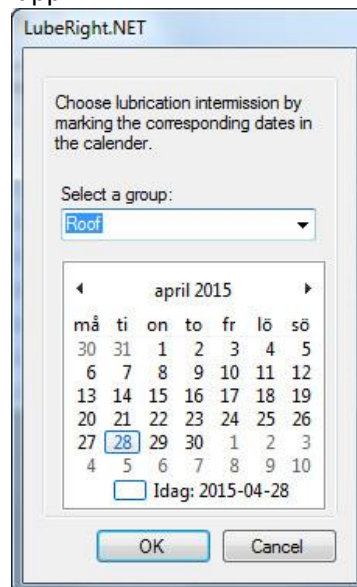 LubeRight.NET
Choose lubrication intermission by
marking the corresponding dates in
the calender.
Select a group:
Roof
april 2015
må ti on to fr lö sö
30 31 1 2 3 4 5
6 7 8 9 10 11 12
13 14 15 16 17 18 19
20 21 22 23 24 25 26
27 28 29 30 1 2 3
4 5 6 7 8 9 10
Idag: 2015-04-28
OK Cancel